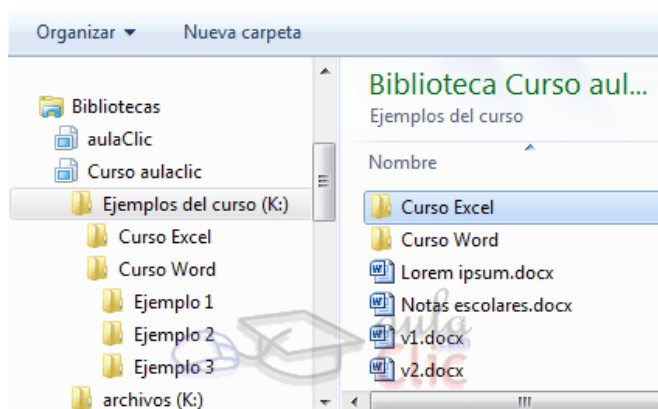 Organizar Nueva carpeta
Bibliotecas
aulaClic
Curso aulaclic
Ejemplos del curso (K:)
Curso Excel
Curso Word
Ejemplo 1
Ejemplo 2
Ejemplo 3
archivos (K:)
Biblioteca Curso aul...
Ejemplos del curso
Nombre
Curso Excel
Curso Word
Lorem ipsum.docx
Notas escolares.docx
v1.docx
v2.docx
aula
Clic